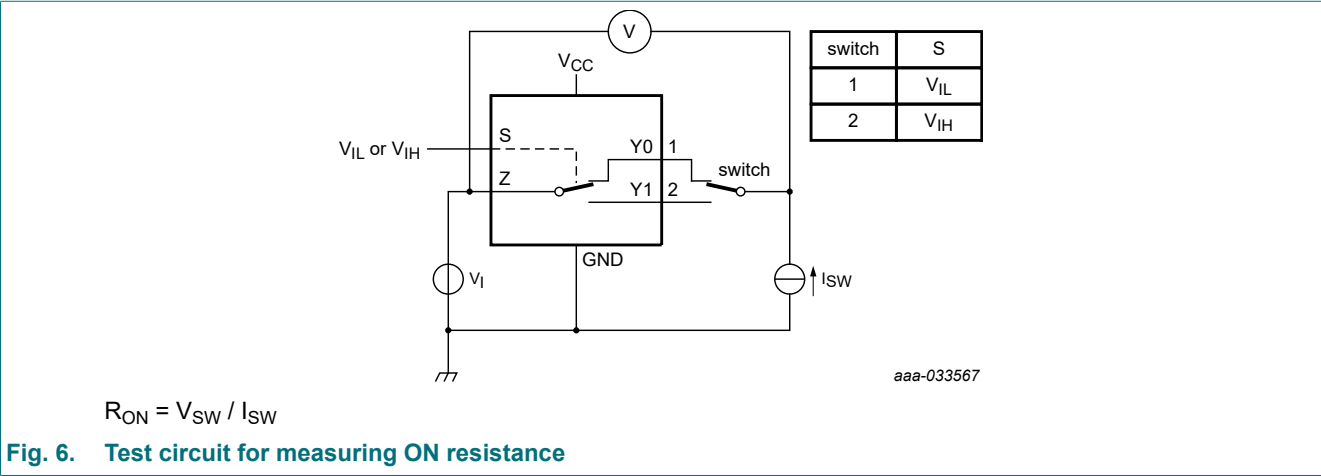 V
switch S
1 VIL
2 VIH
VCC
S
VIL or VIH
Y0 1
switch
Z
Y1 2
GND
VI
ISW
aaa-033567
RON = VSW / ISW
Fig. 6. Test circuit for measuring ON resistance